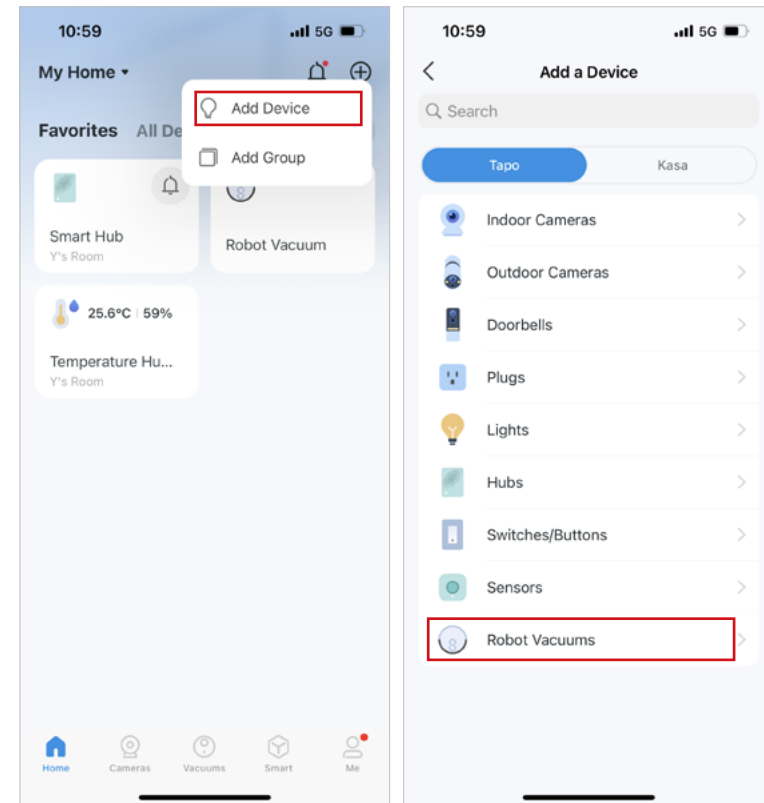 10:59
5G
My Home
Add Device
Favorites All De
Add Group
Smart Hub
Y's Room
8
Robot Vacuum
25.6°C | 59%
Temperature Hu...
Y's Room
Home
Cameras
Vacuums
Smart
Me
10:59
5G
Add a Device
Search
Tapo
Kasa
Indoor Cameras
Outdoor Cameras
Doorbells
Plugs
Lights
Hubs
Switches/Buttons
Sensors
8
Robot Vacuums